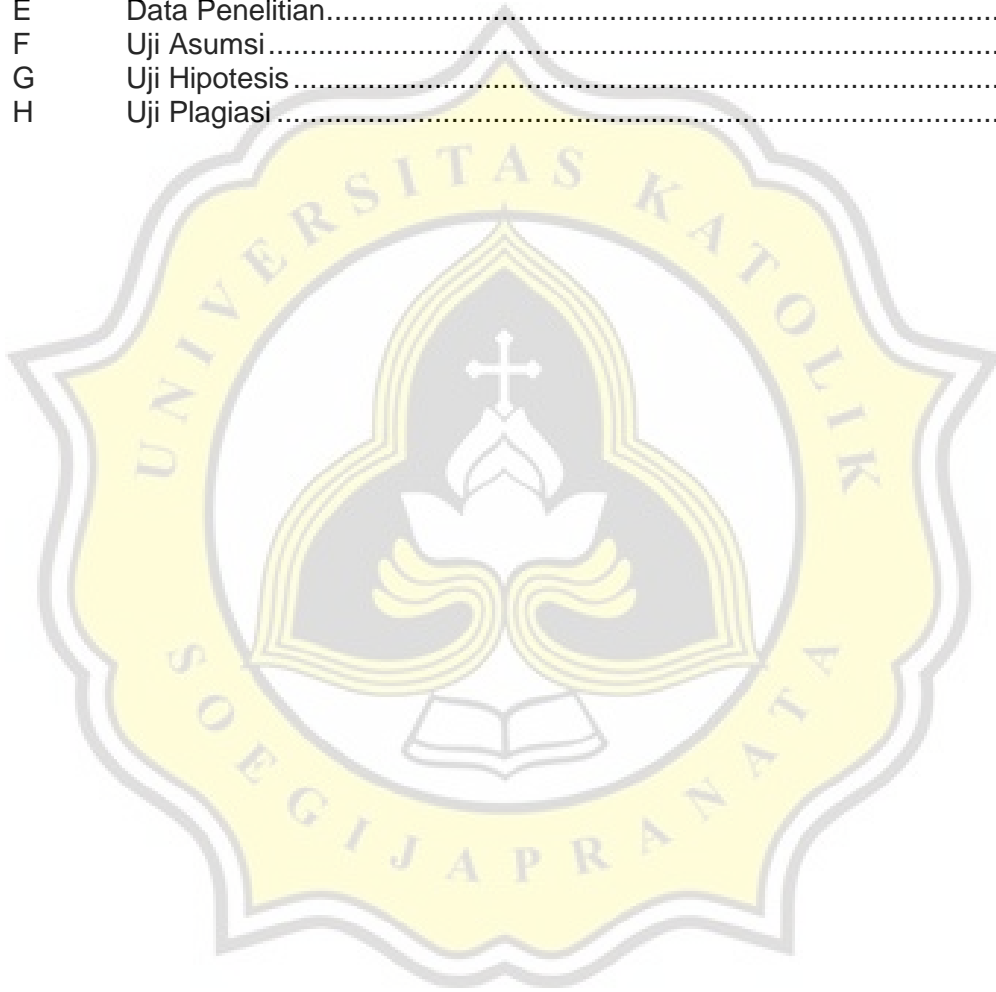 E Data Penelitian................................................................................
F Uji Asumsi.......................................................................................
G Uji Hipotesis....................................................................................
H Uji Plagiasi......................................................................................
UNIVERSITAS KATOLIK
SOEGIJAPRANATA